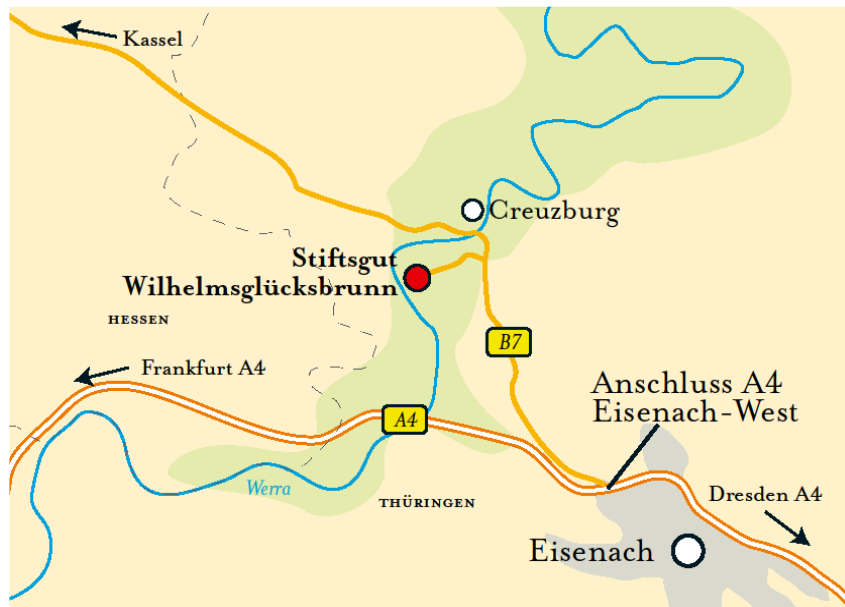 Kassel
Creuzburg
Stiftsgut
Wilhelmsglücksbrunn
HESSEN
B7
Frankfurt A4
Anschluss A4
Eisenach-West
A4
Werra
THÜRINGEN
Dresden A4
Eisenach